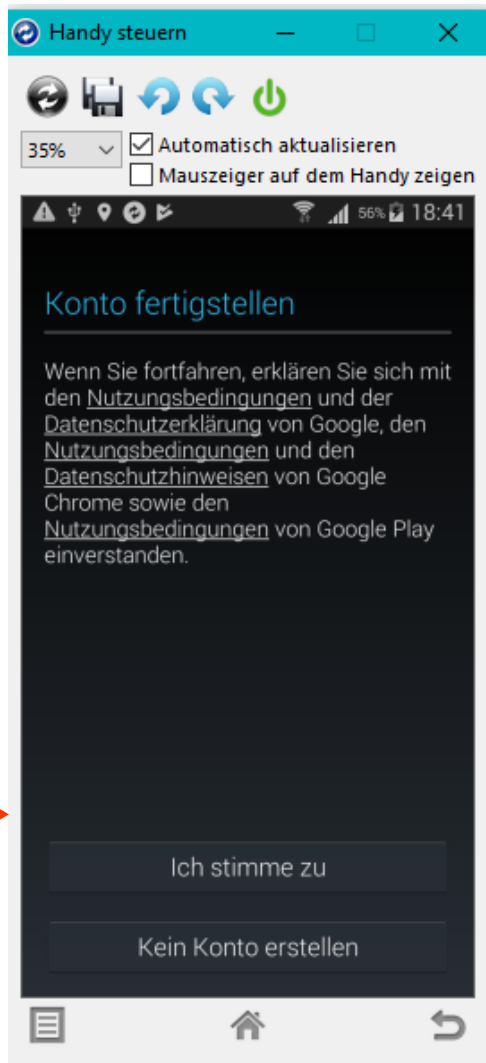 Handy steuern
35%
Automatisch aktualisieren
Mauszeiger auf dem Handy zeigen
56% 18:41
Konto fertigstellen
Wenn Sie fortfahren, erklären Sie sich mit
den Nutzungsbedingungen und der
Datenschutzerklärung von Google, den
Nutzungsbedingungen und den
Datenschutzhinweisen von Google
Chrome sowie den
Nutzungsbedingungen von Google Play
einverstanden.
Ich stimme zu
Kein Konto erstellen